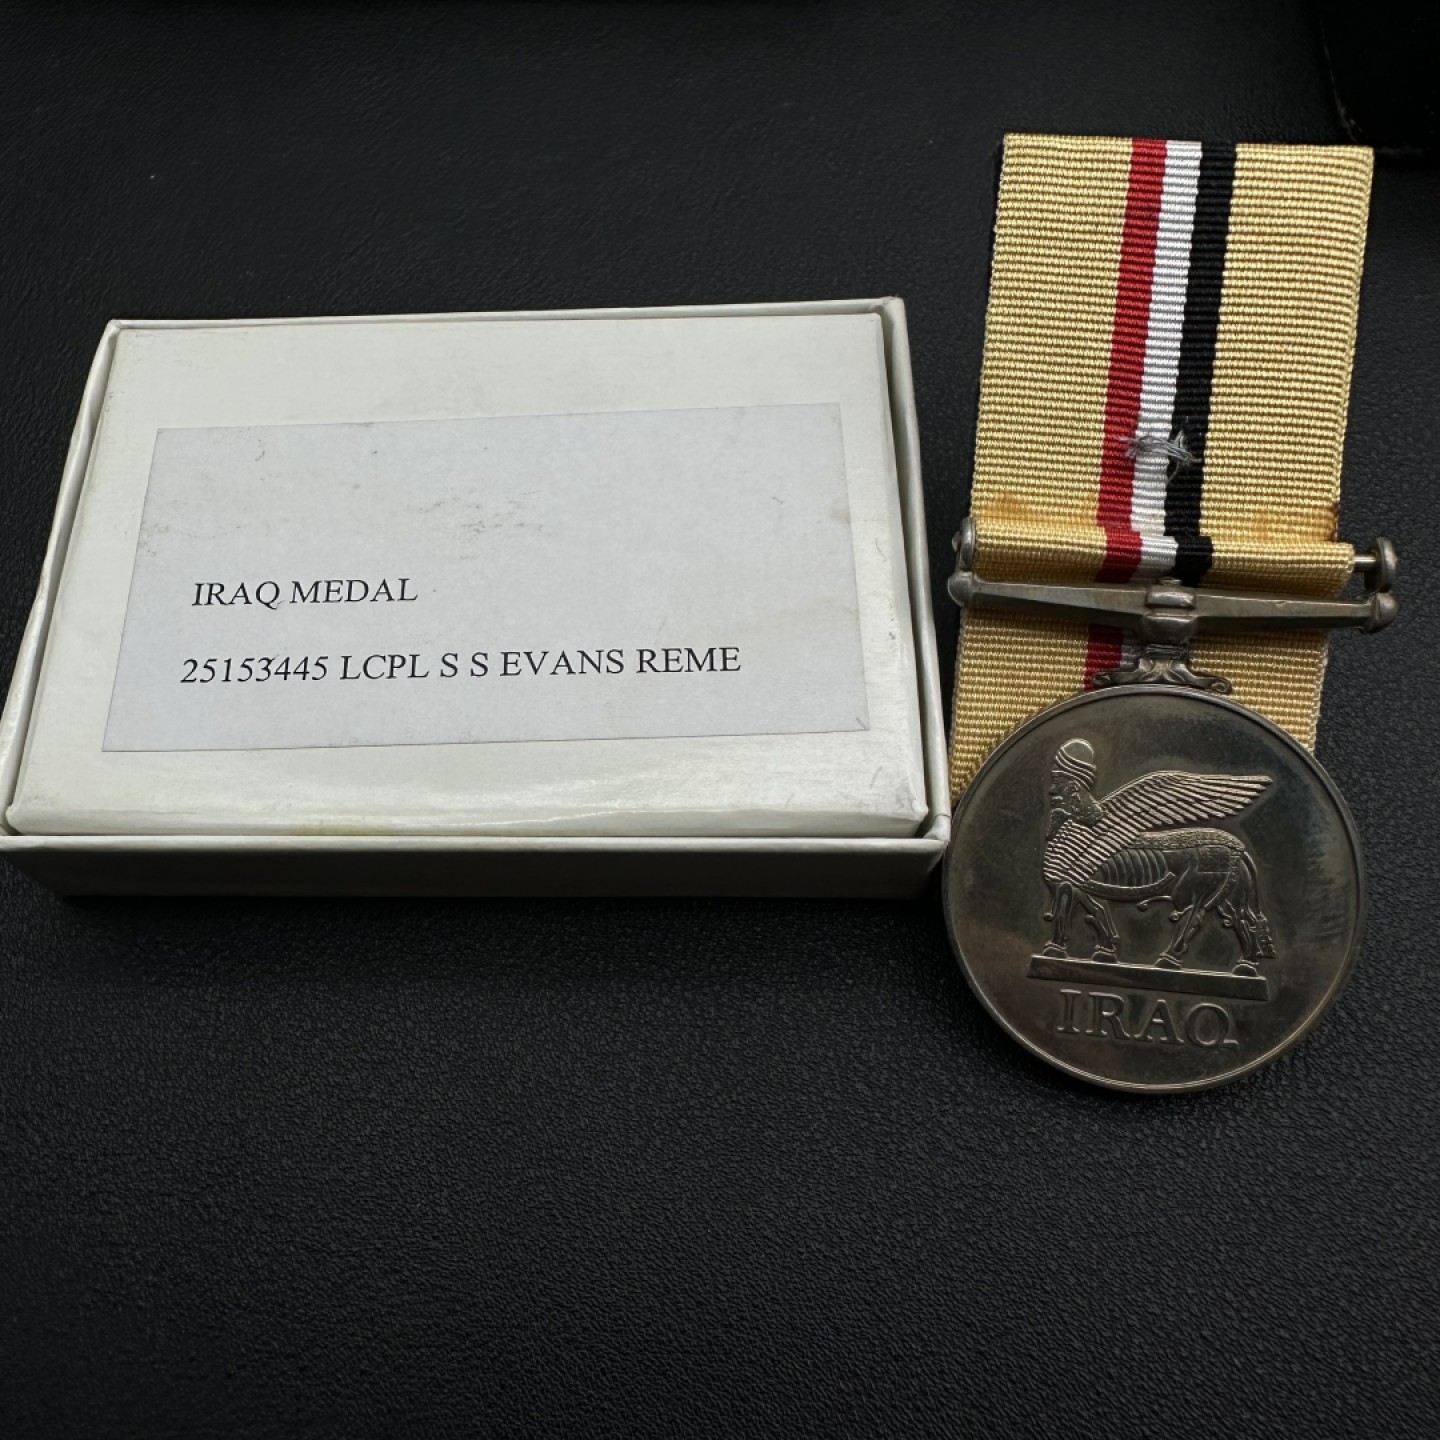 IRAQ MEDAL
25153445 LCPL S S EVANS REME
IRAQ